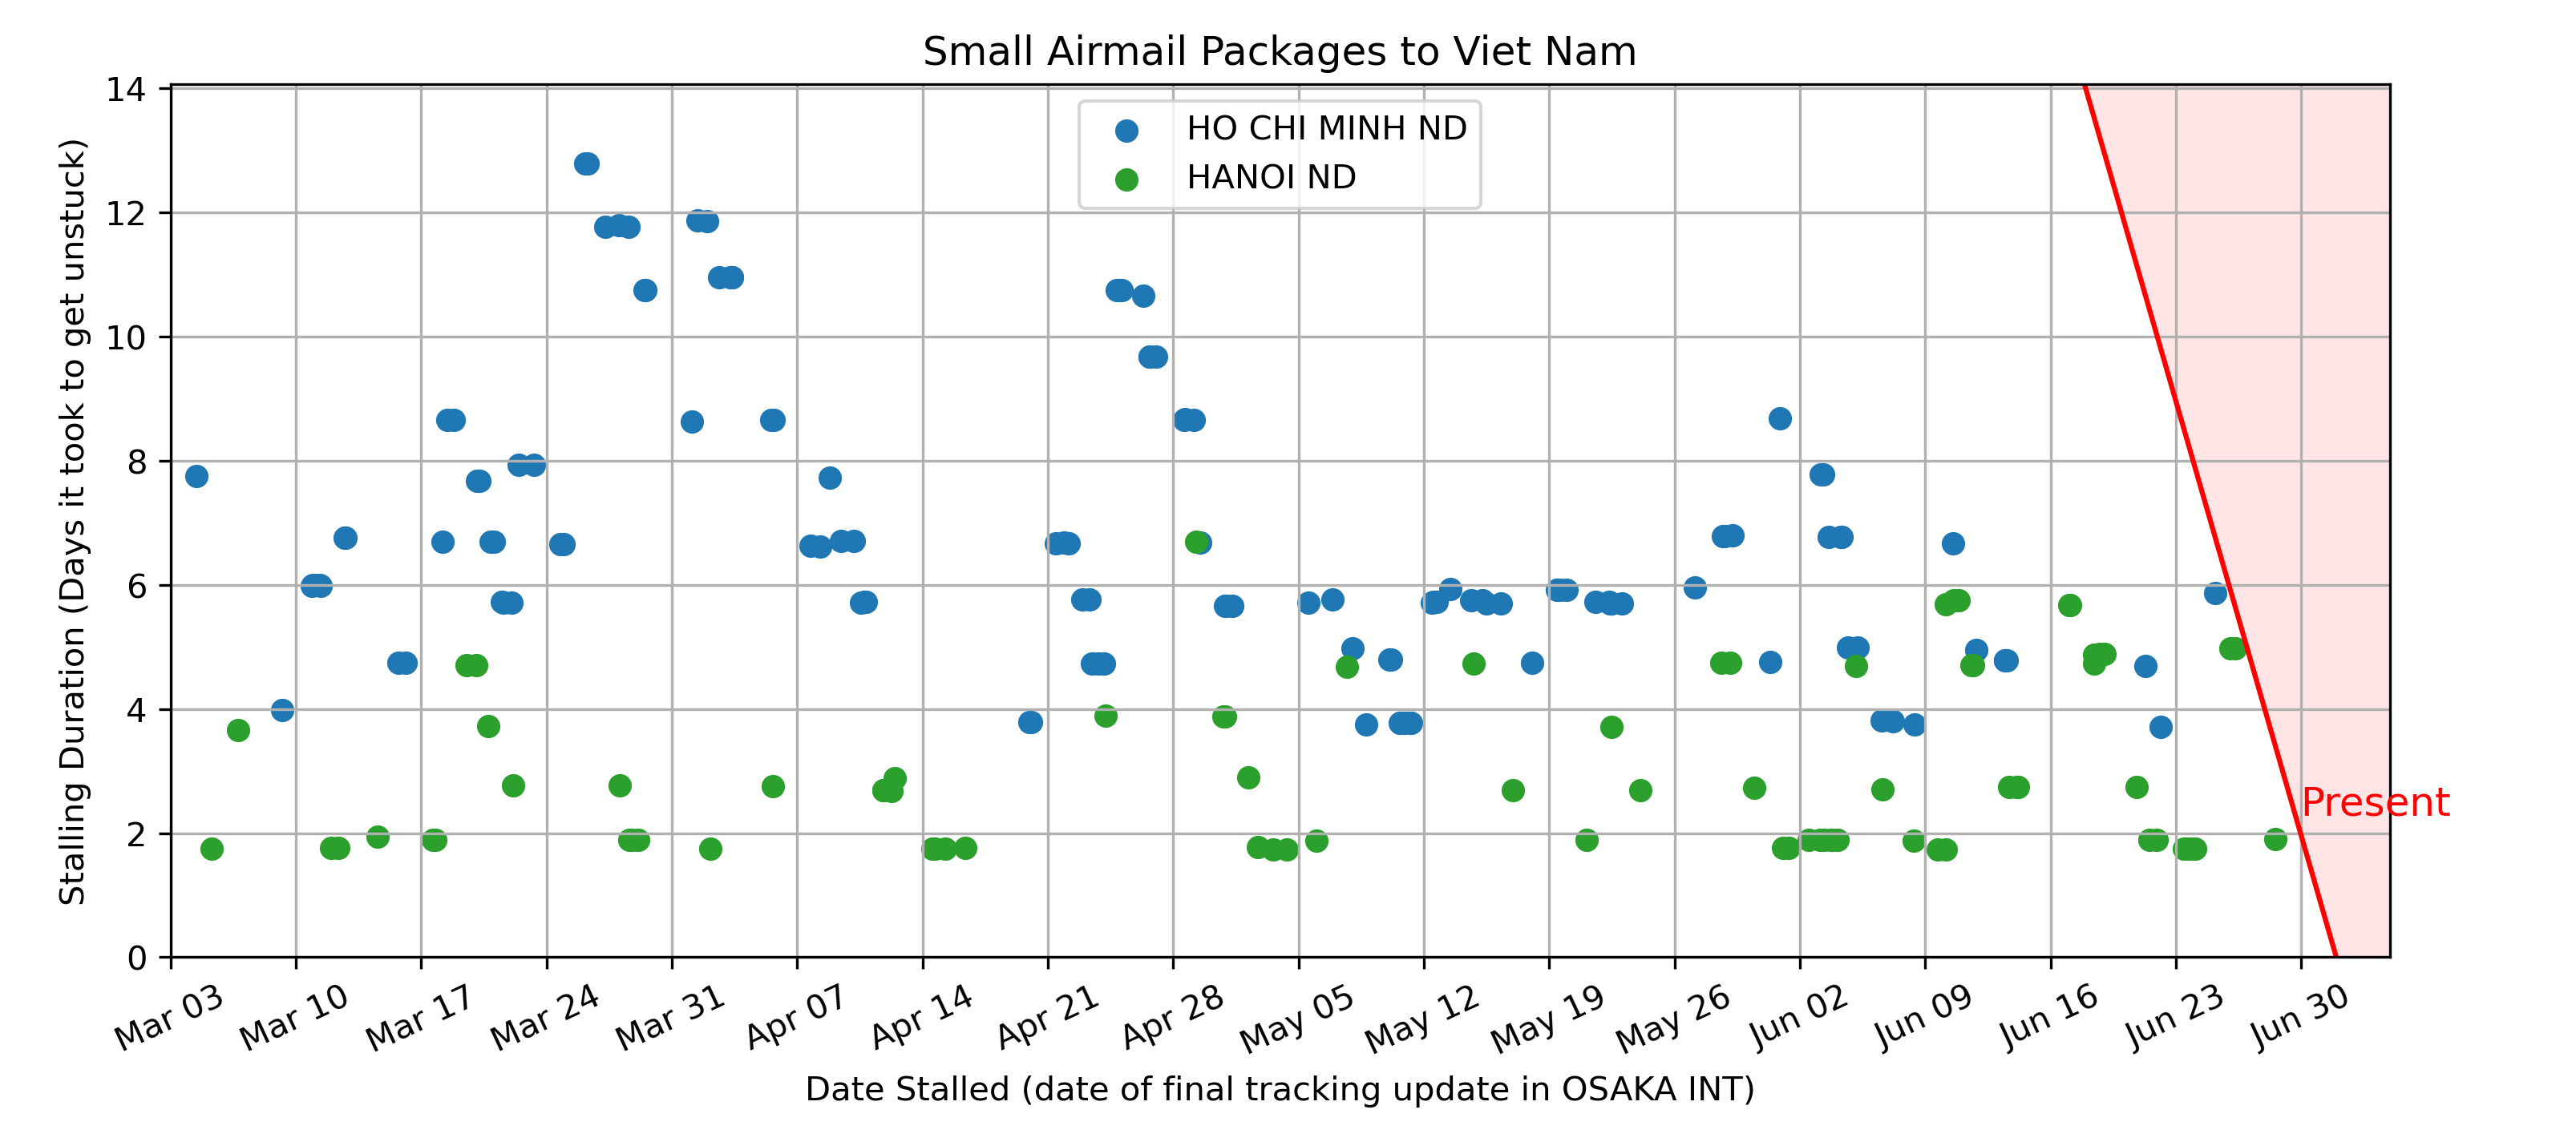 Small Airmail Packages to Viet Nam
HO CHI MINH ND
HANOI ND
Stalling Duration (Days it took to get unstuck)
14
12
10
8
6
4
2
0
Present
Mar 03
Mar 10
Mar 17
Mar 24
Mar 31
Apr 07
Apr 14
Apr 21
Apr 28
May 05
May 12
May 19
May 26
Jun 02
Jun 09
Jun 16
Jun 23
Jun 30
Date Stalled (date of final tracking update in OSAKA INT)